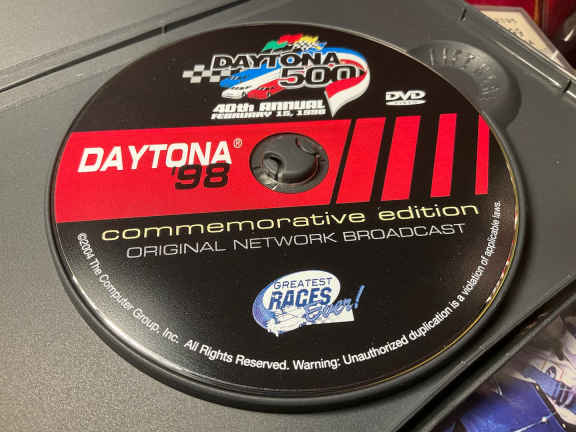 DAYTONA
500
40th ANNUAL
FEBRUARY 15, 1998
DVD
VIDEO
DAYTONA®
'98
commemorative edition
ORIGINAL NETWORK BROADCAST
GREATEST
RACES
Ever!
©2004 The Computer Group, Inc. All Rights Reserved. Warning: Unauthorized duplication is a violation of applicable laws.